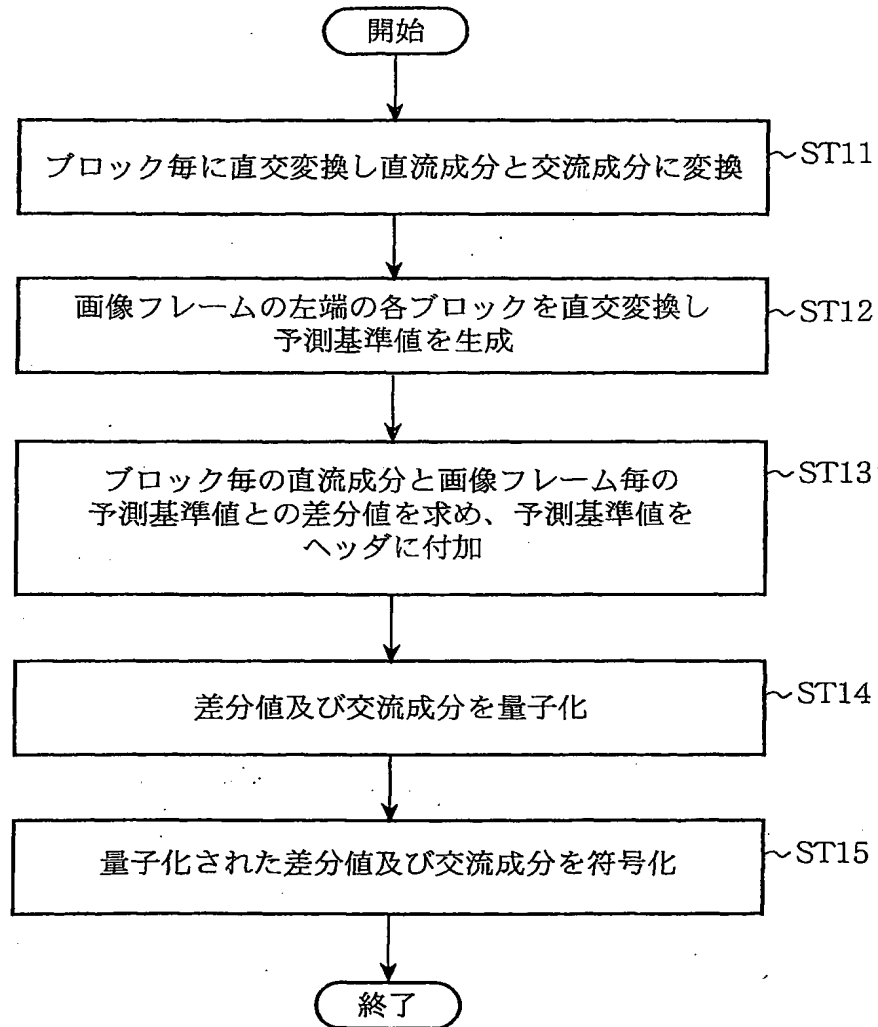 開始
ブロック毎に直交変換し直流成分と交流成分に変換
~ST11
画像フレームの左端の各ブロックを直交変換し
予測基準値を生成
~ST12
ブロック毎の直流成分と画像フレーム毎の
予測基準値との差分値を求め、予測基準値を
ヘッダに付加
~ST13
差分値及び交流成分を量子化
~ST14
量子化された差分値及び交流成分を符号化
~ST15
終了